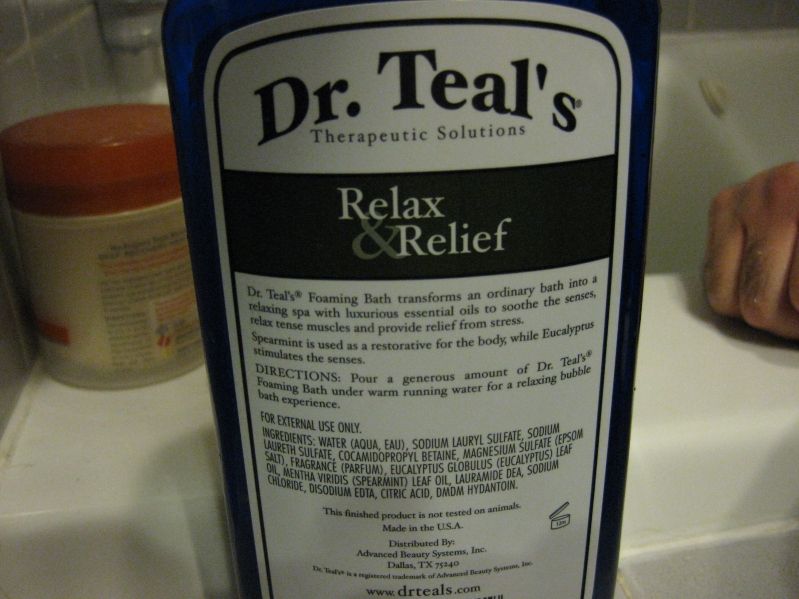 Dr. Teal's®
Therapeutic Solutions
Relax
& Relief
Dr. Teal's® Foaming Bath transforms an ordinary bath into a
relaxing spa with luxurious essential oils to soothe the senses,
relax tense muscles and provide relief from stress.
Spearmint is used as a restorative for the body, while Eucalyptus
stimulates the senses.
DIRECTIONS: Pour a generous amount of Dr. Teal's®
Foaming Bath under warm running water for a relaxing bubble
bath experience.
FOR EXTERNAL USE ONLY.
INGREDIENTS: WATER (AQUA, EAU), SODIUM LAURYL SULFATE, SODIUM
LAURETH SULFATE, COCAMIDOPROPYL BETAINE, MAGNESIUM SULFATE (EPSOM
SALT), FRAGRANCE (PARFUM), EUCALYPTUS GLOBULUS (EUCALYPTUS) LEAF
OIL, MENTHA VIRIDIS (SPEARMINT) LEAF OIL, LAURAMIDE DEA, SODIUM
CHLORIDE, DISODIUM EDTA, CITRIC ACID, DMDM HYDANTOIN.
This finished product is not tested on animals.
Made in the U.S.A.
12M
Distributed By:
Advanced Beauty Systems, Inc.
Dallas, TX 75240
Dr. Teal's® is a registered trademark of Advanced Beauty Systems, Inc.
www.drteals.com